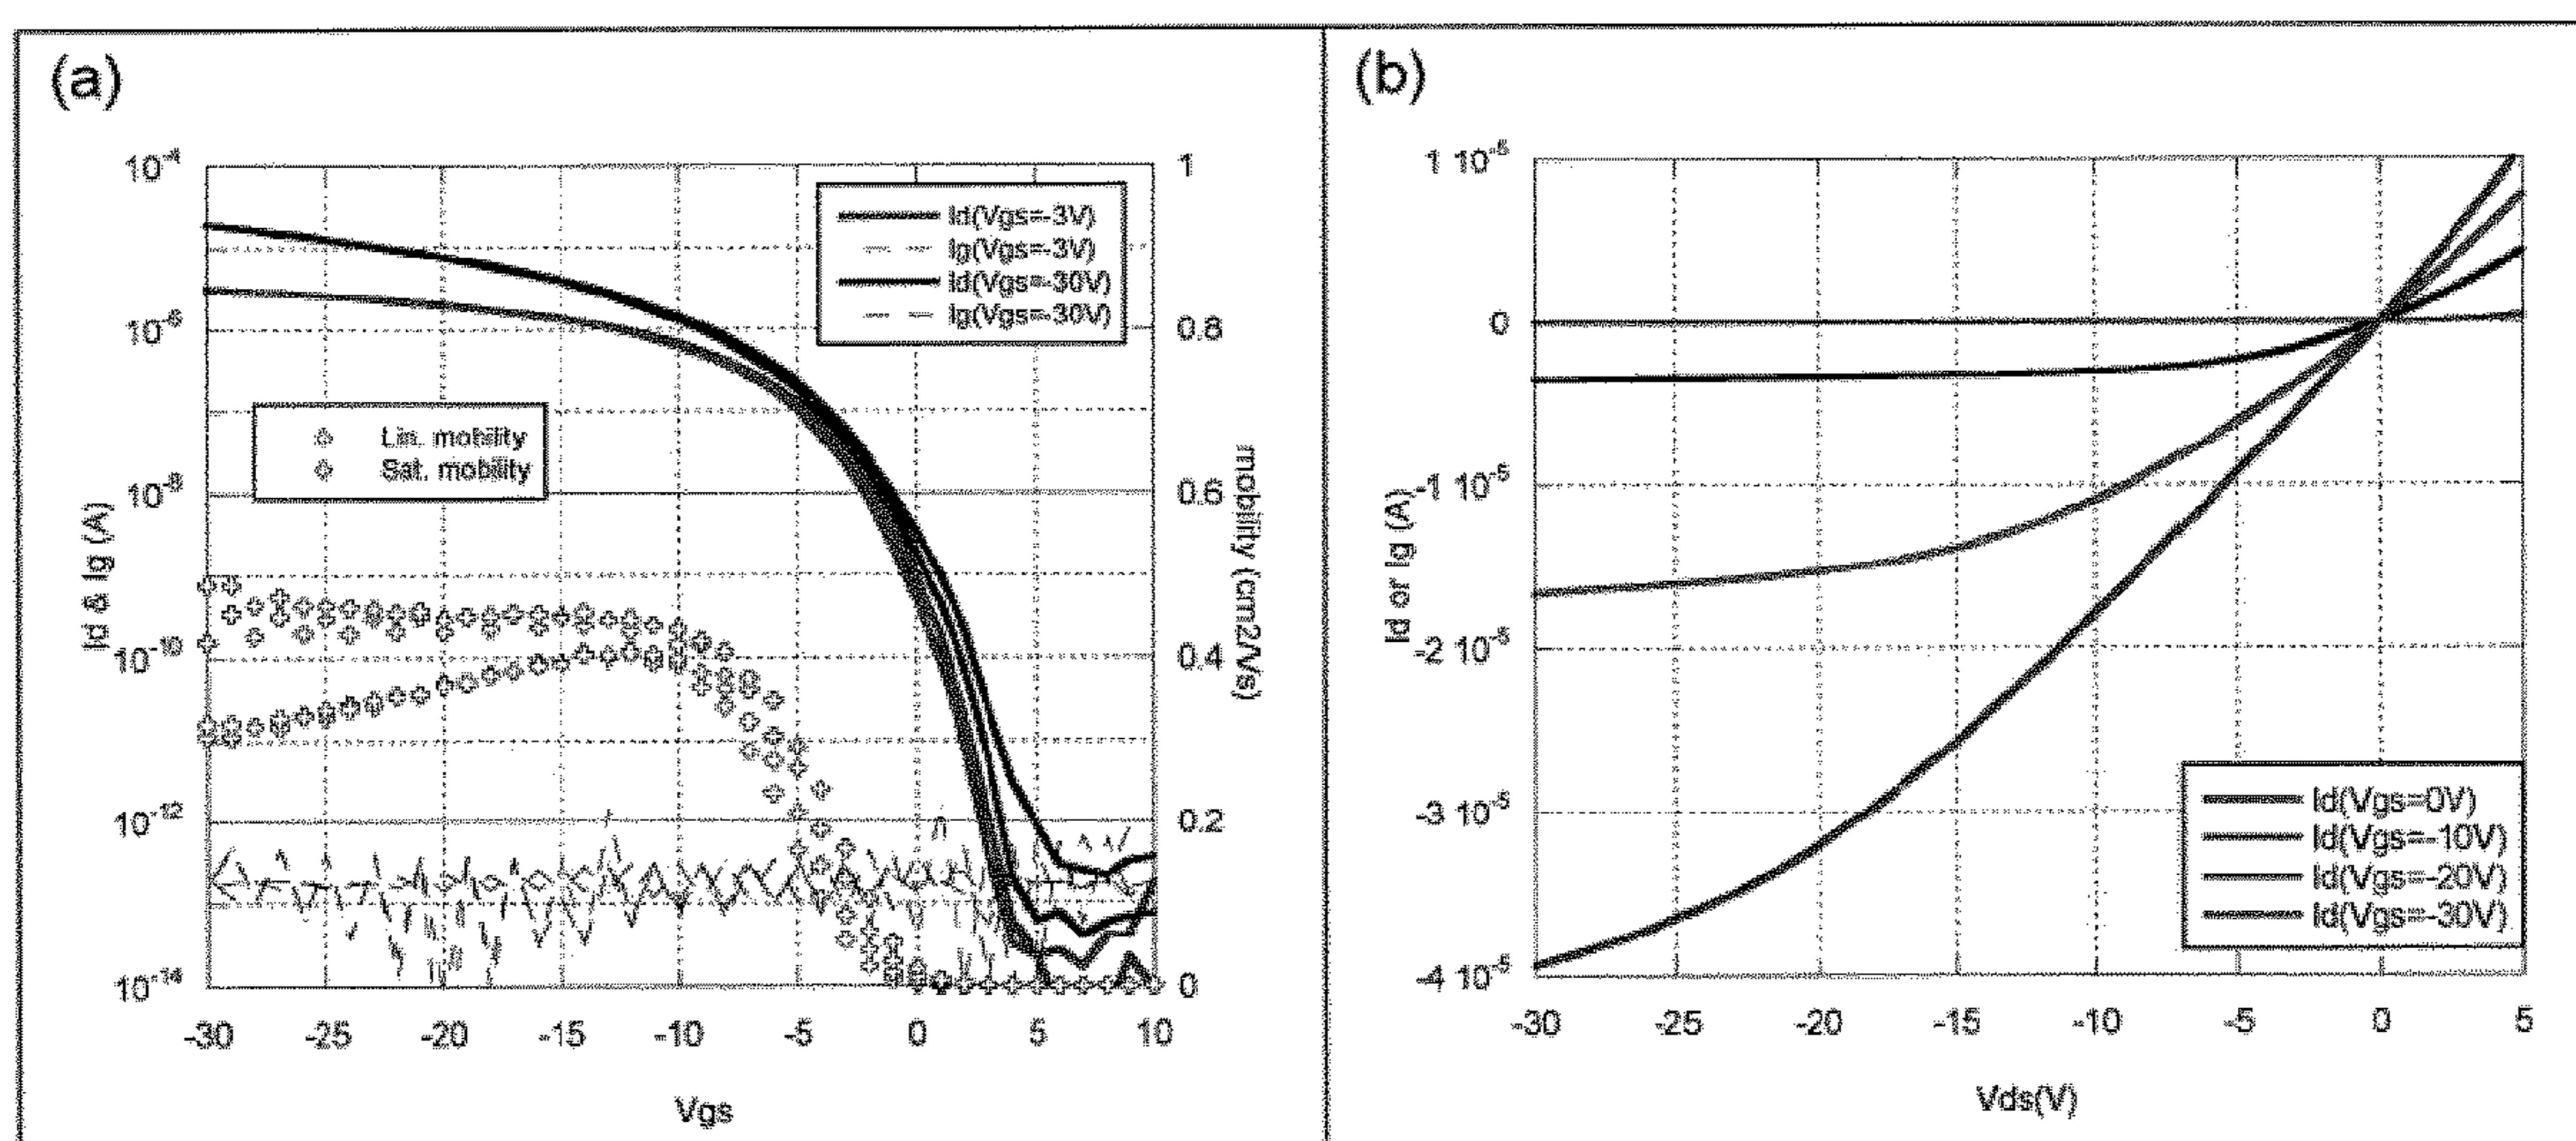 (a)
10-4
10-6
10-8
10-10
10-12
10-14
Id & Ig (A)
1
0.8
0.6
0.4
0.2
0
mobility (cm2/V/s)
Id(Vgs=-3V)
Ig(Vgs=-3V)
Id(Vgs=-30V)
Ig(Vgs=-30V)
Lin. mobility
Sat. mobility
-30 -25 -20 -15 -10 -5 0 5 10
Vgs
(b)
1 10-5
0
-1 10-5
-2 10-5
-3 10-5
-4 10-5
Id or Ig (A)
Id(Vgs=0V)
Id(Vgs=-10V)
Id(Vgs=-20V)
Id(Vgs=-30V)
-30 -25 -20 -15 -10 -5 0 5
Vds(V)